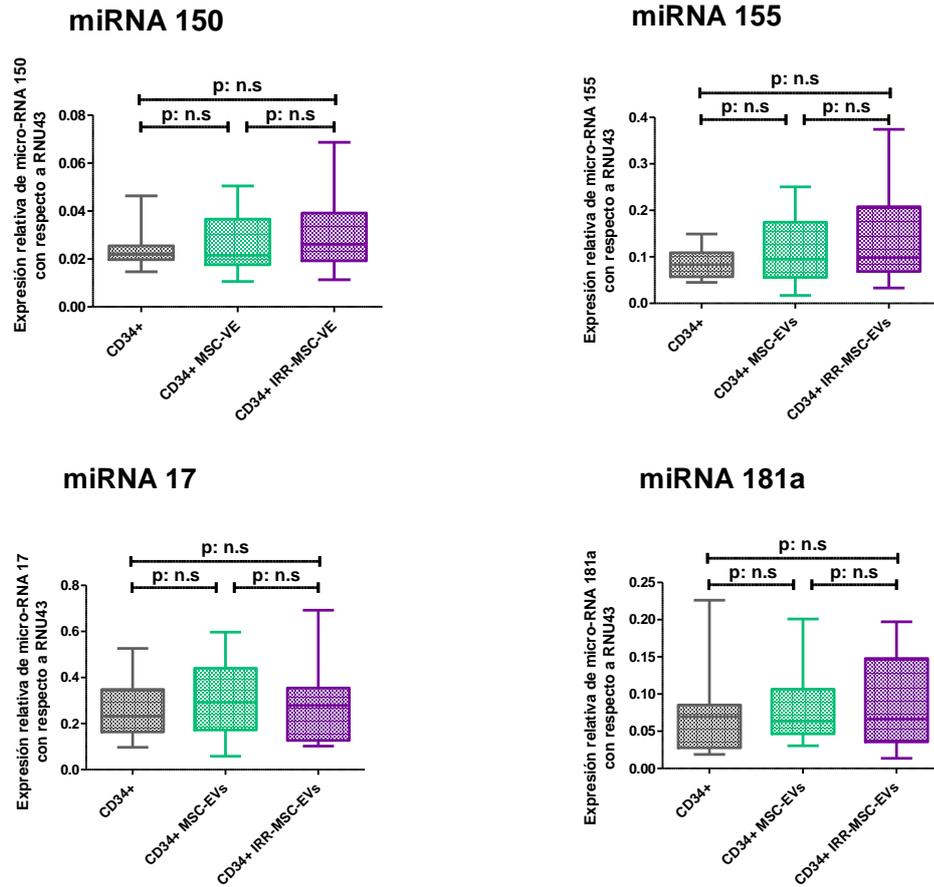 miRNA 150
Expresión relativa de micro-RNA 150
con respecto a RNU43
p: n.s
p: n.s
p: n.s
0.08
0.06
0.04
0.02
0.00
CD34+
CD34+ MSC-VE
CD34+ IRR-MSC-VE
miRNA 155
Expresión relativa de micro-RNA 155
con respecto a RNU43
p: n.s
p: n.s
p: n.s
0.4
0.3
0.2
0.1
0.0
CD34+
CD34+ MSC-EVs
CD34+ IRR-MSC-EVs
miRNA 17
Expresión relativa de micro-RNA 17
con respecto a RNU43
p: n.s
p: n.s
p: n.s
0.8
0.6
0.4
0.2
0.0
CD34+
CD34+ MSC-EVs
CD34+ IRR-MSC-EVs
miRNA 181a
Expresión relativa de micro-RNA 181a
con respecto a RNU43
p: n.s
p: n.s
p: n.s
0.25
0.20
0.15
0.10
0.05
0.00
CD34+
CD34+ MSC-EVs
CD34+ IRR-MSC-EVs